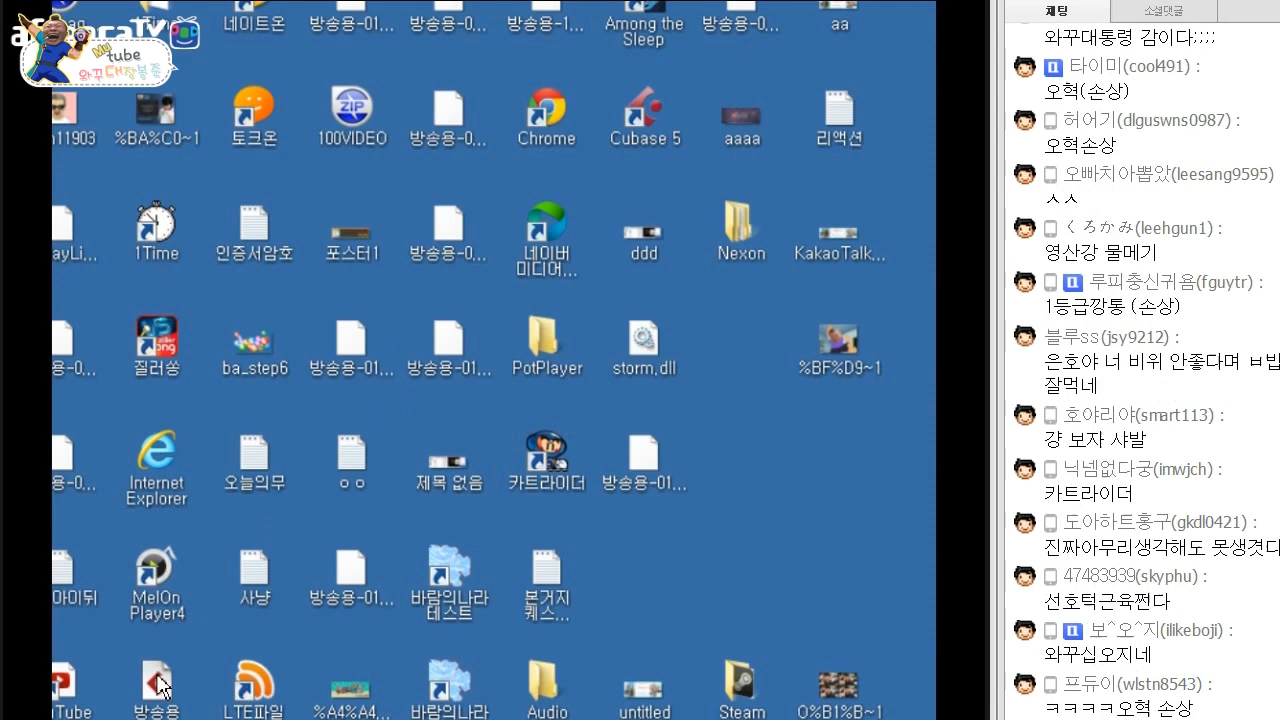 네이트온
방송용-01...
방송용-0...
방송용-1...
Among the
Sleep
방송용-0...
aa
My
tube
와꾸대장봉준
11903
%BA%C0~1
토크온
100VIDEO
방송용-0...
Chrome
Cubase 5
aaaa
리액션
ayLi...
1Time
인증서암호
포스터1
방송용-0...
네이버
미디어...
ddd
Nexon
KakaoTalk...
용-0...
질러쏭
ba_step6
방송용-01...
방송용-01...
PotPlayer
storm.dll
%BF%D9~1
용-0...
Internet
Explorer
오늘의무
ㅇㅇ
제목 없음
카트라이더
방송용-01...
아이뒤
MelOn
Player4
사냥
방송용-01...
바람의나라
테스트
본거지
퀘스...
Tube
방송용
LTE파일
%A4%A4...
바람의나라
Audio
untitled
Steam
O%B1%B~1
채팅
소셜댓글
와꾸대통령 감이다;;;;
타이미(cool491) :
오혁(손상)
허어기(dlguswns0987) :
오혁손상
오빠치아뽑았(leesang9595)
ㅅㅅ
くろかみ(leehgun1) :
영산강 물메기
루피충신귀욤(fguytr) :
1등급깡통 (손상)
블루ss(jsy9212) :
은호야 너 비위 안좋다며 ㅂ밥
잘먹네
호야리야(smart113) :
걍 보자 샤발
닉넴없다궁(imwjch) :
카트라이더
도아하트홍구(gkdl0421) :
진짜아무리생각해도 못생겻다
47483939(skyphu) :
선호턱근육쩐다
보^오^지(ilikeboji) :
와꾸십오지네
프듀이(wlstn8543) :
ㅋㅋㅋㅋ오혁 손상